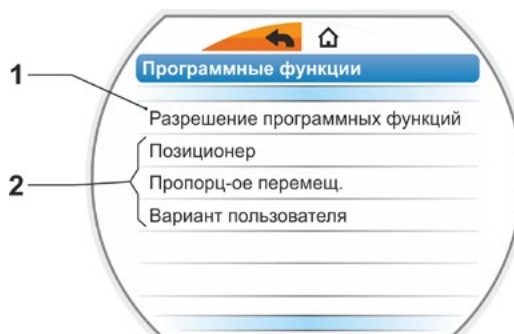 Программные функции
1
Разрешение программных функций
Позиционер
2
Пропорц-ое перемещ.
Вариант пользователя